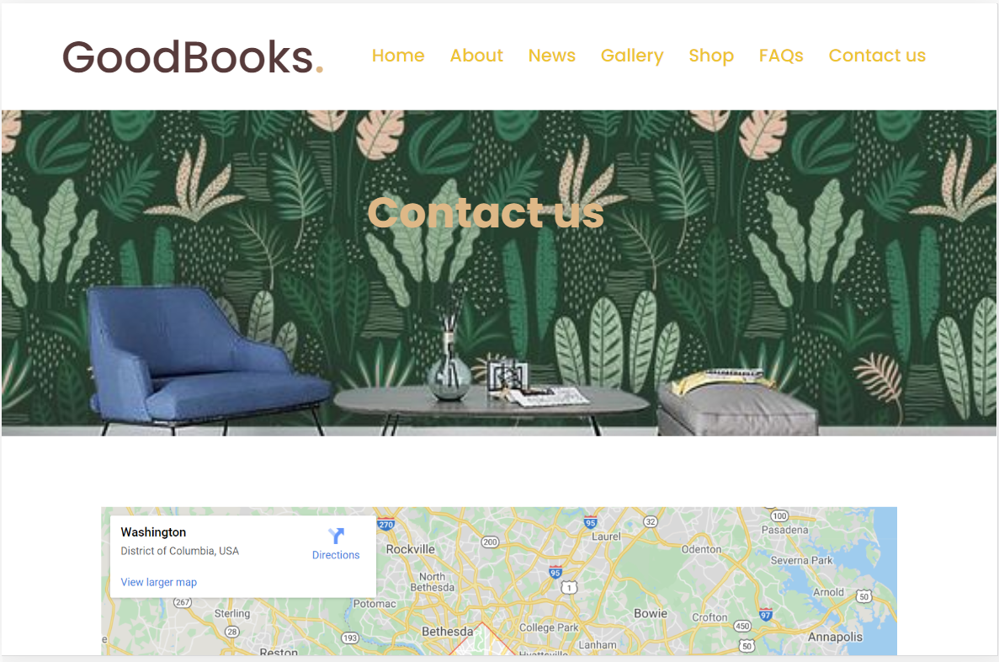 GoodBooks.
Home About News Gallery Shop FAQs Contact us
Contact us
Washington
District of Columbia, USA
Directions
View larger map
270
95
32
100
Pasadena
Laurel
200
Rockville
Odenton
Severna Park
95
1
North
Bethesda
Arnold
50
267
Potomac
Sterling
Bowie
Crofton
97
28
Bethesda
College Park
450
193
Annapolis
Lanham
50
Reston
Hyattsville